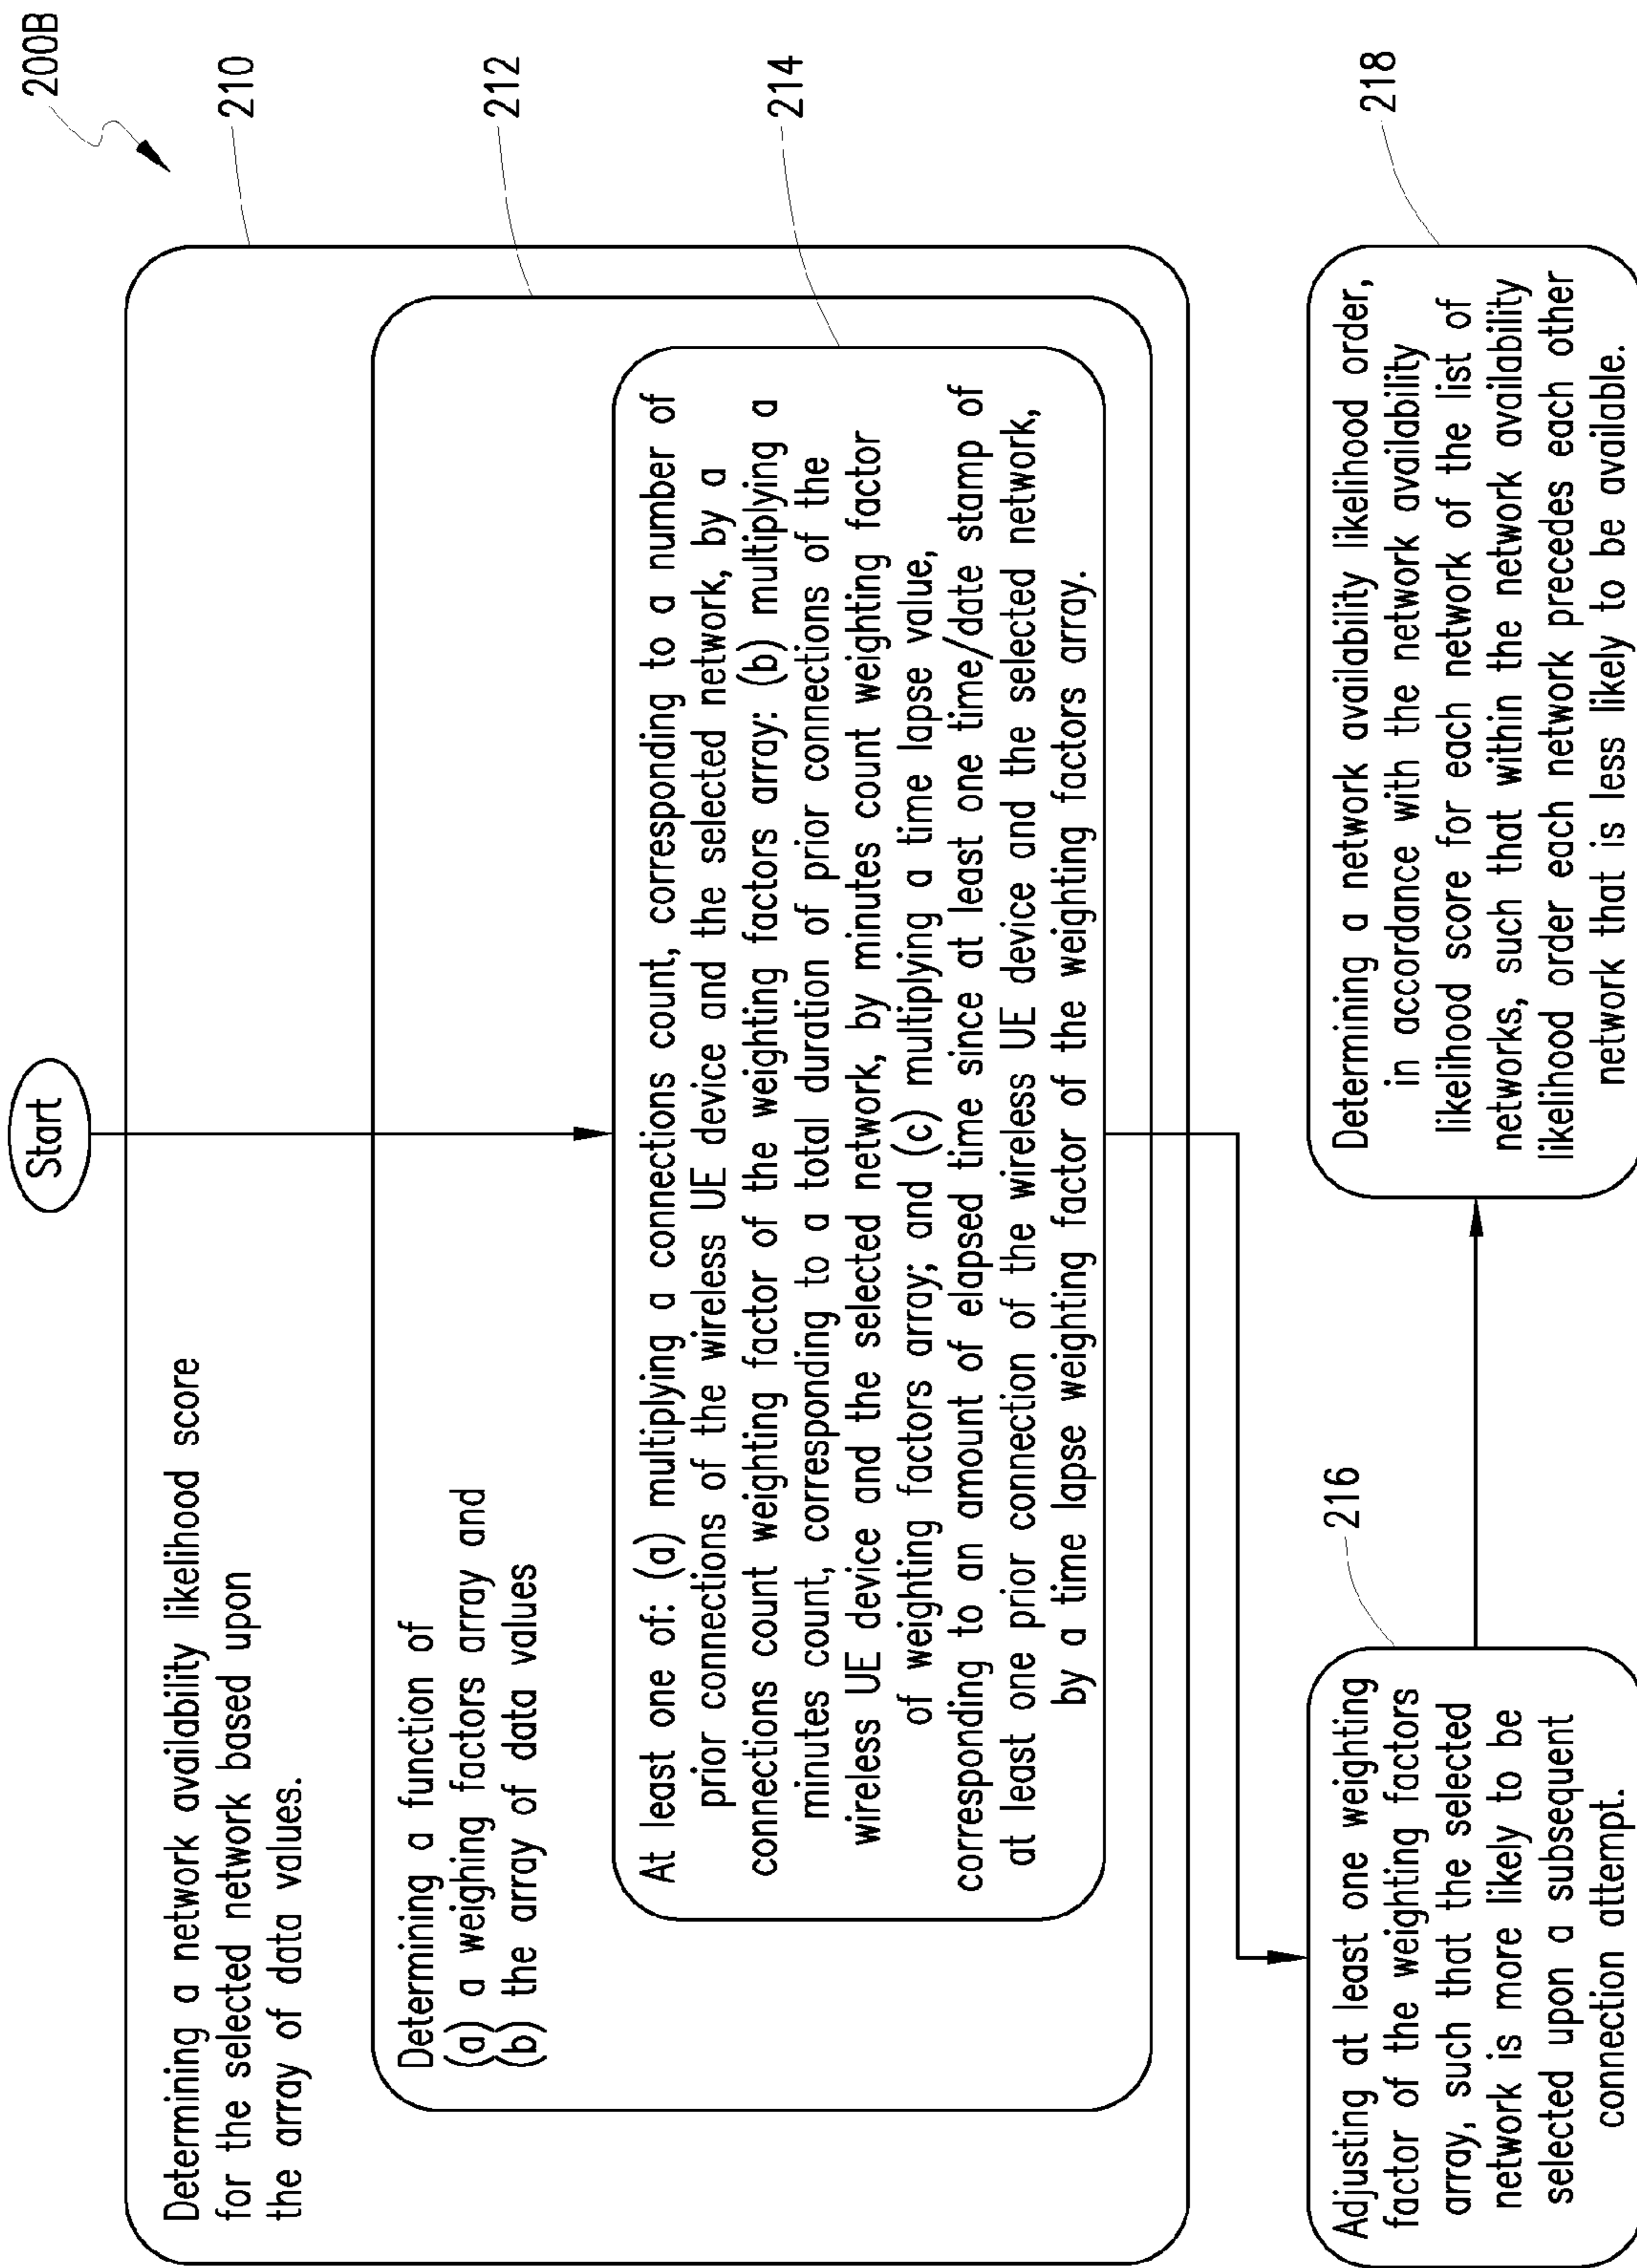 200B
Start
210
Determining a network availability likelihood score
for the selected network based upon
the array of data values.
212
Determining a function of
(a) a weighing factors array and
(b) the array of data values
214
At least one of: (a) multiplying a connections count, corresponding to a number of
prior connections of the wireless UE device and the selected network, by a
connections count weighting factor of the weighting factors array: (b) multiplying a
minutes count, corresponding to a total duration of prior connections of the
wireless UE device and the selected network, by minutes count weighting factor
of weighting factors array; and (c) multiplying a time lapse value,
corresponding to an amount of elapsed time since at least one time/date stamp of
at least one prior connection of the wireless UE device and the selected network,
by a time lapse weighting factor of the weighting factors array.
216
Adjusting at least one weighting
factor of the weighting factors
array, such that the selected
network is more likely to be
selected upon a subsequent
connection attempt.
218
Determining a network availability likelihood order,
in accordance with the network availability
likelihood score for each network of the list of
networks, such that within the network availability
likelihood order each network precedes each other
network that is less likely to be available.